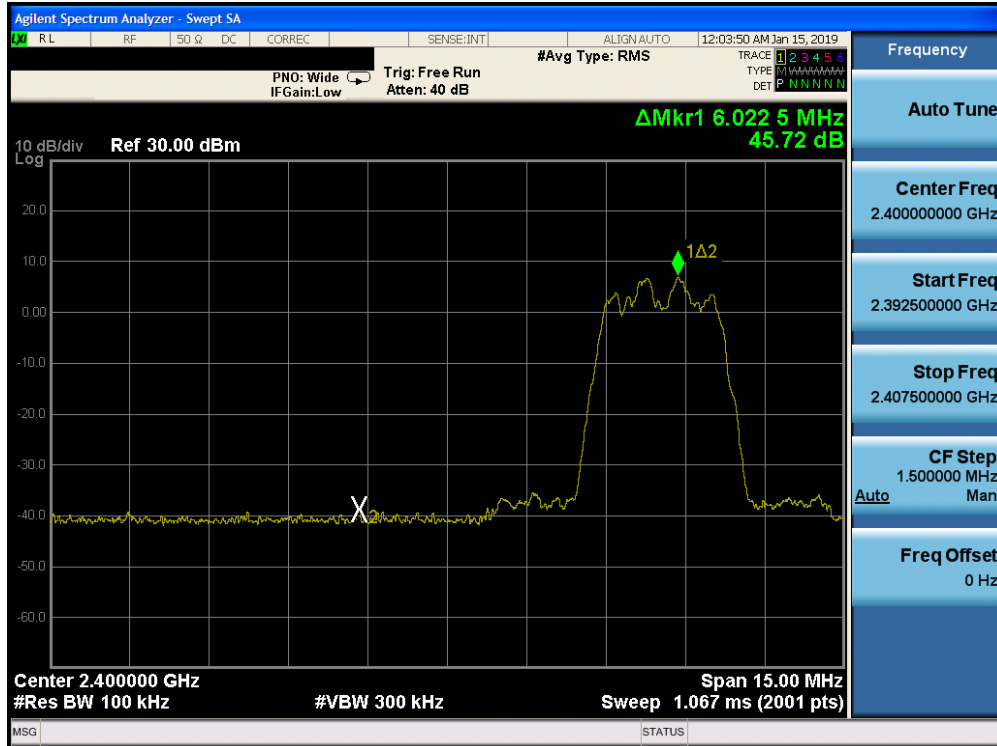 Agilent Spectrum Analyzer - Swept SA
LXI RL RF 50 Ω DC CORREC SENSE:INT ALIGN AUTO 12:03:50 AM Jan 15, 2019
#Avg Type: RMS TRACE 1 2 3 4 5 6
PNO: Wide Trig: Free Run TYPE M WWWWW
IFGain:Low Atten: 40 dB DET P N N N N N
ΔMkr1 6.022 5 MHz
45.72 dB
10 dB/div Ref 30.00 dBm
Log
20.0
10.0
0.00
-10.0
-20.0
-30.0
-40.0
-50.0
-60.0
1Δ2
X2
Center 2.400000 GHz Span 15.00 MHz
#Res BW 100 kHz #VBW 300 kHz Sweep 1.067 ms (2001 pts)
MSG STATUS
Frequency
Auto Tune
Center Freq
2.400000000 GHz
Start Freq
2.392500000 GHz
Stop Freq
2.407500000 GHz
CF Step
1.500000 MHz
Auto Man
Freq Offset
0 Hz